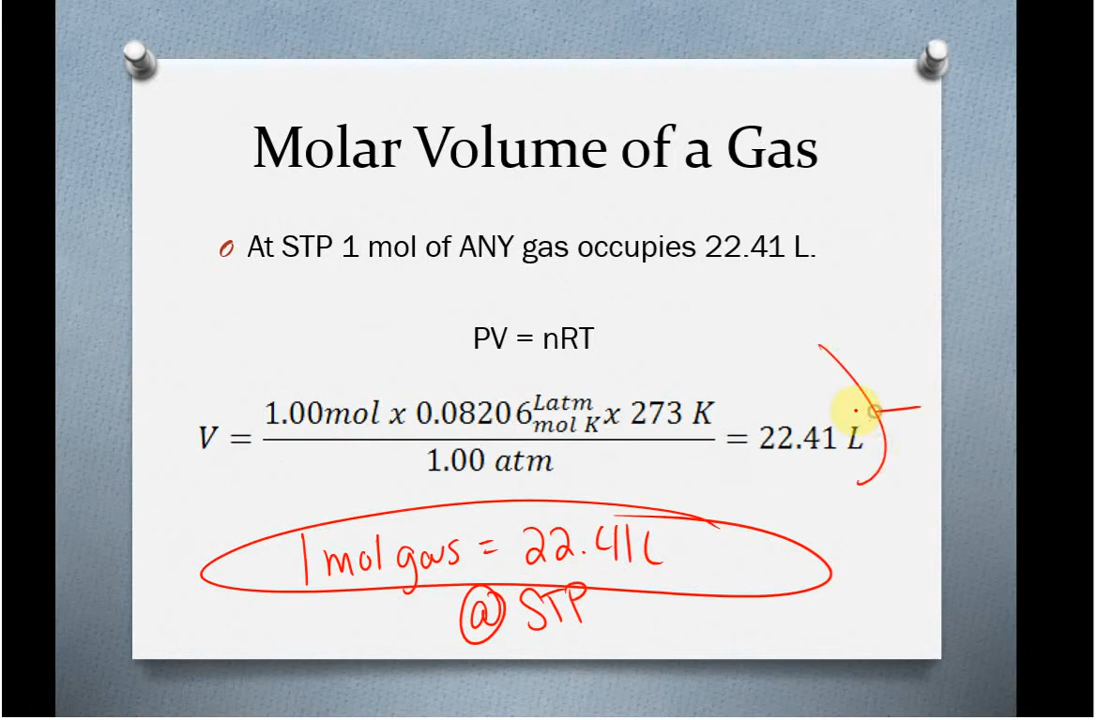 Molar Volume of a Gas
At STP 1 mol of ANY gas occupies 22.41 L.
PV = nRT
V = 1.00mol x 0.08206 Latm/mol K x 273 K / 1.00 atm = 22.41 L
1 mol gas = 22.41L
@ STP